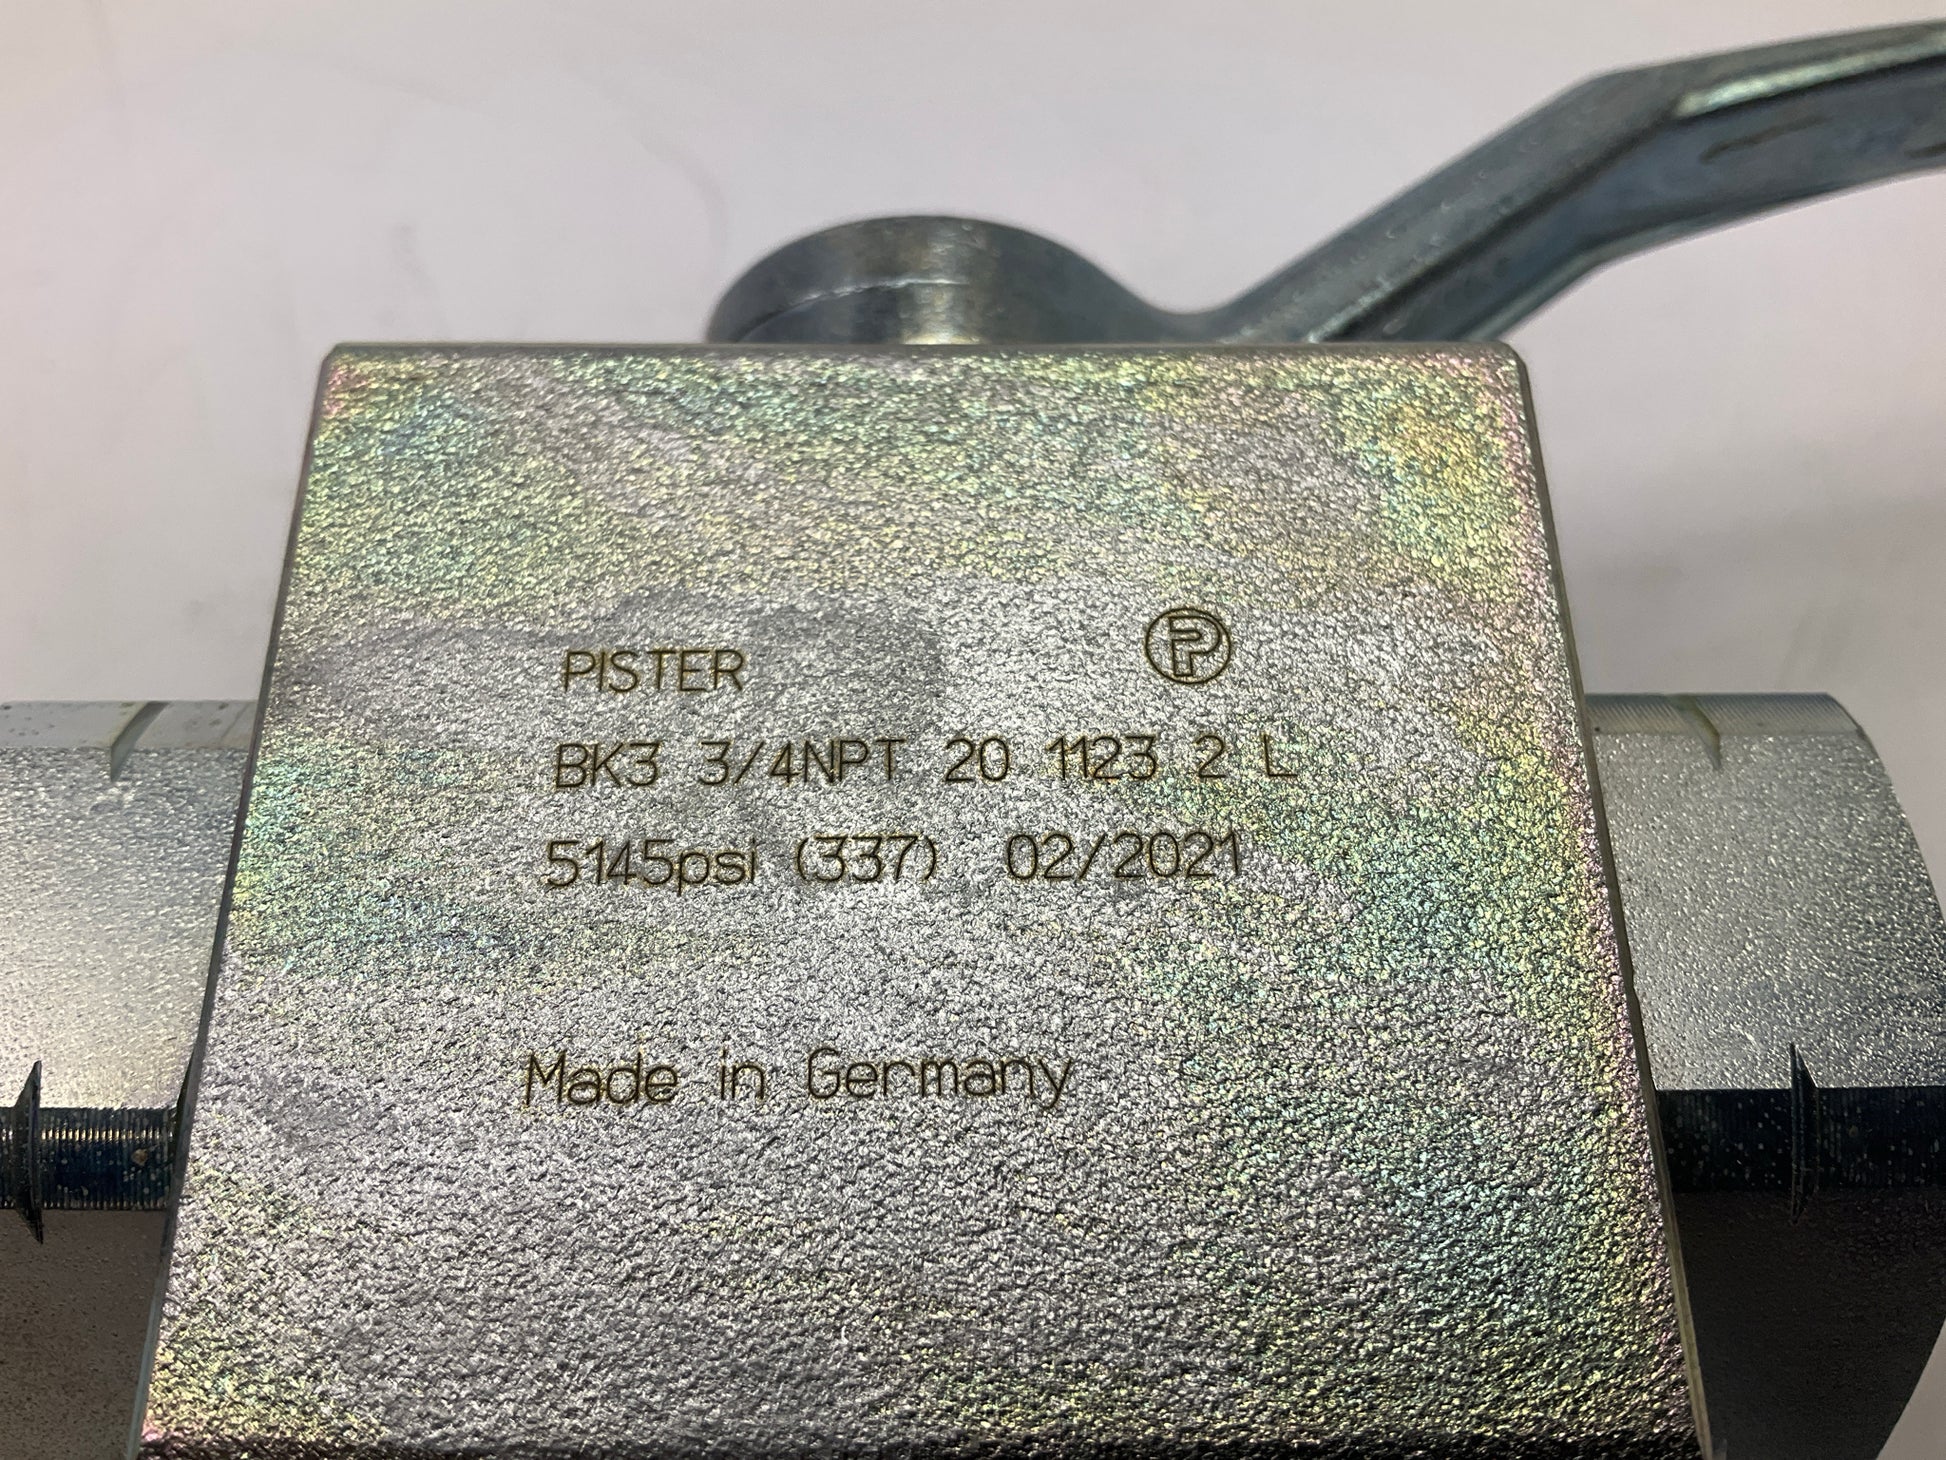 PISTER P
BK3 3/4NPT 20 1123 2 L
5145psi (337) 02/2021
Made in Germany